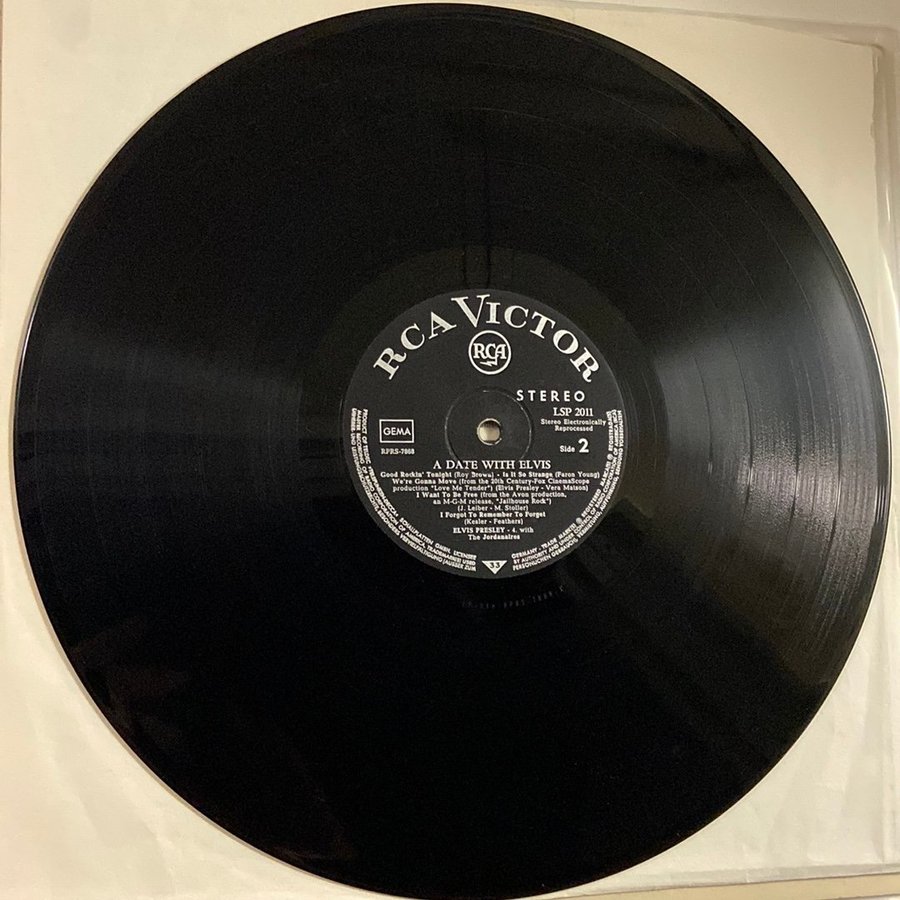 RCA VICTOR
RCA
STEREO
LSP 2011
Stereo Electronically
Reprocessed
GEMA
RPRS-7868
Side 2
A DATE WITH ELVIS
Good Rockin' Tonight (Roy Brown) - Is It So Strange (Faron Young)
We're Gonna Move (from the 20th Century-Fox CinemaScope
production "Love Me Tender") (Elvis Presley - Vera Matson)
I Want To Be Free (from the Avon production,
an M-G-M release, "Jailhouse Rock")
(J. Leiber - M. Stoller)
I Forgot To Remember To Forget
(Kesler - Feathers)
ELVIS PRESLEY - 4. with
The Jordanaires
33